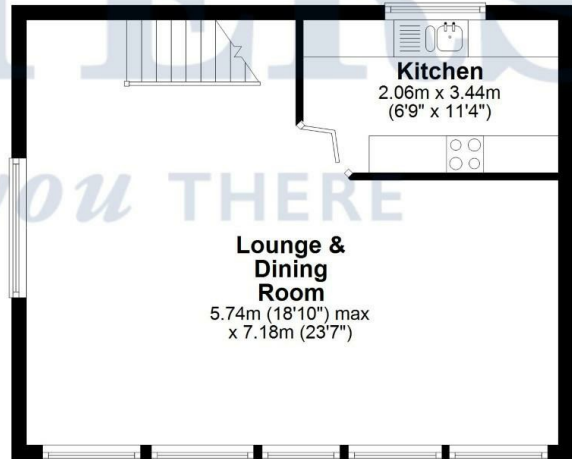 Kitchen
2.06m x 3.44m
(6'9" x 11'4")
you THERE
Lounge &
Dining
Room
5.74m (18'10") max
x 7.18m (23'7")